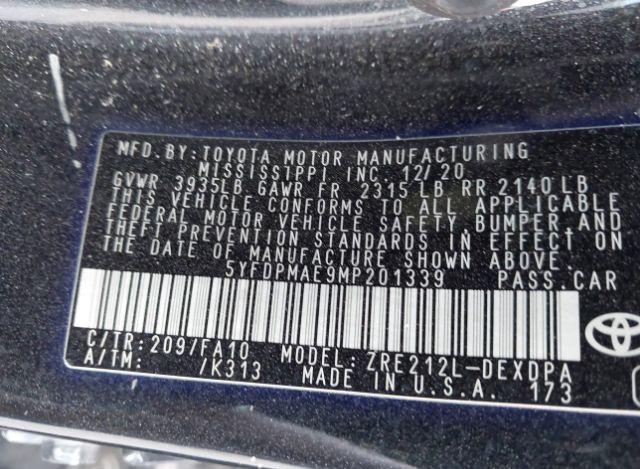 MFD. BY: TOYOTA MOTOR MANUFACTURING
MISSISSIPPI INC. 12/20
GVWR 3935LB GAWR FR 2315LB RR 2140LB
THIS VEHICLE CONFORMS TO ALL APPLICABLE
FEDERAL MOTOR VEHICLE SAFETY, BUMPER, AND
THEFT PREVENTION STANDARDS IN EFFECT ON
THE DATE OF MANUFACTURE SHOWN ABOVE.
5YFDPMAE9MP201339 PASS. CAR
C/TR: 209/FA10 MODEL: ZRE212L-DEXDPA
A/TM: /K313 MADE IN U.S.A. 173